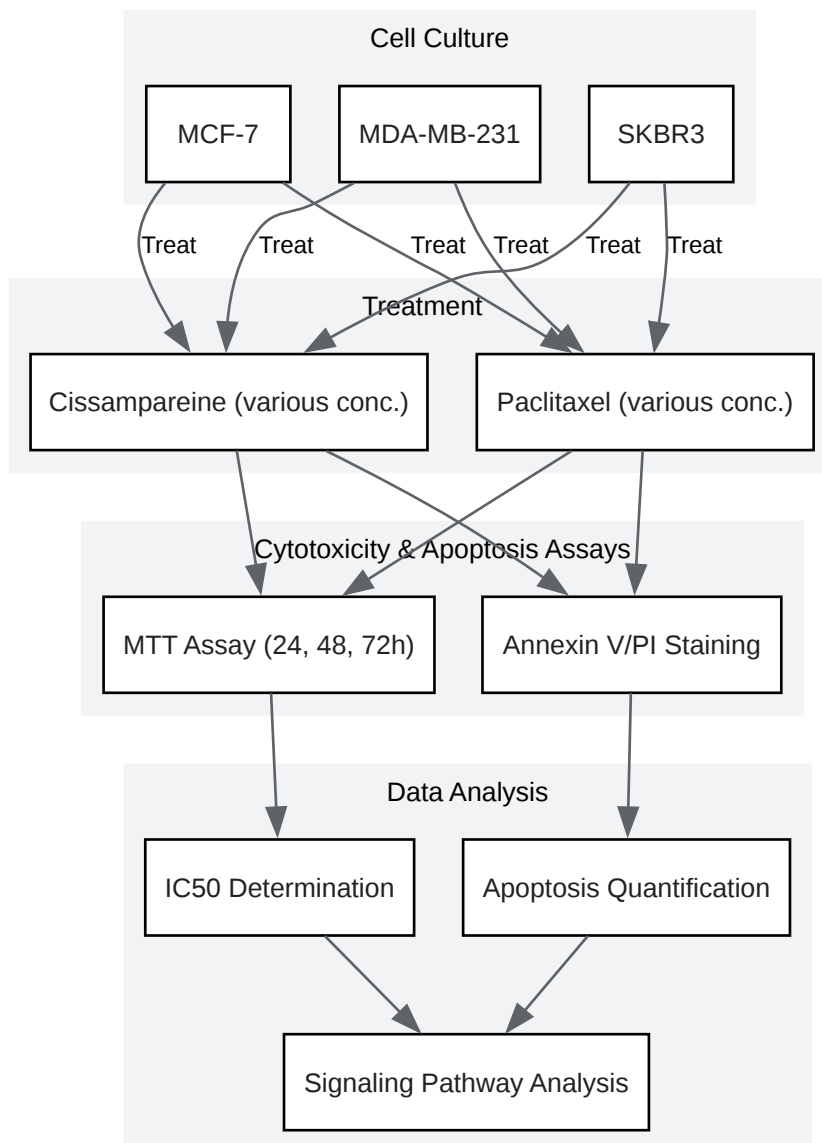 Cell Culture
MCF-7
MDA-MB-231
SKBR3
Treat
Treat
Treat
Treat
Treat
Treat
Treatment
Cissampareine (various conc.)
Paclitaxel (various conc.)
Cytotoxicity & Apoptosis Assays
MTT Assay (24, 48, 72h)
Annexin V/PI Staining
Data Analysis
IC50 Determination
Apoptosis Quantification
Signaling Pathway Analysis